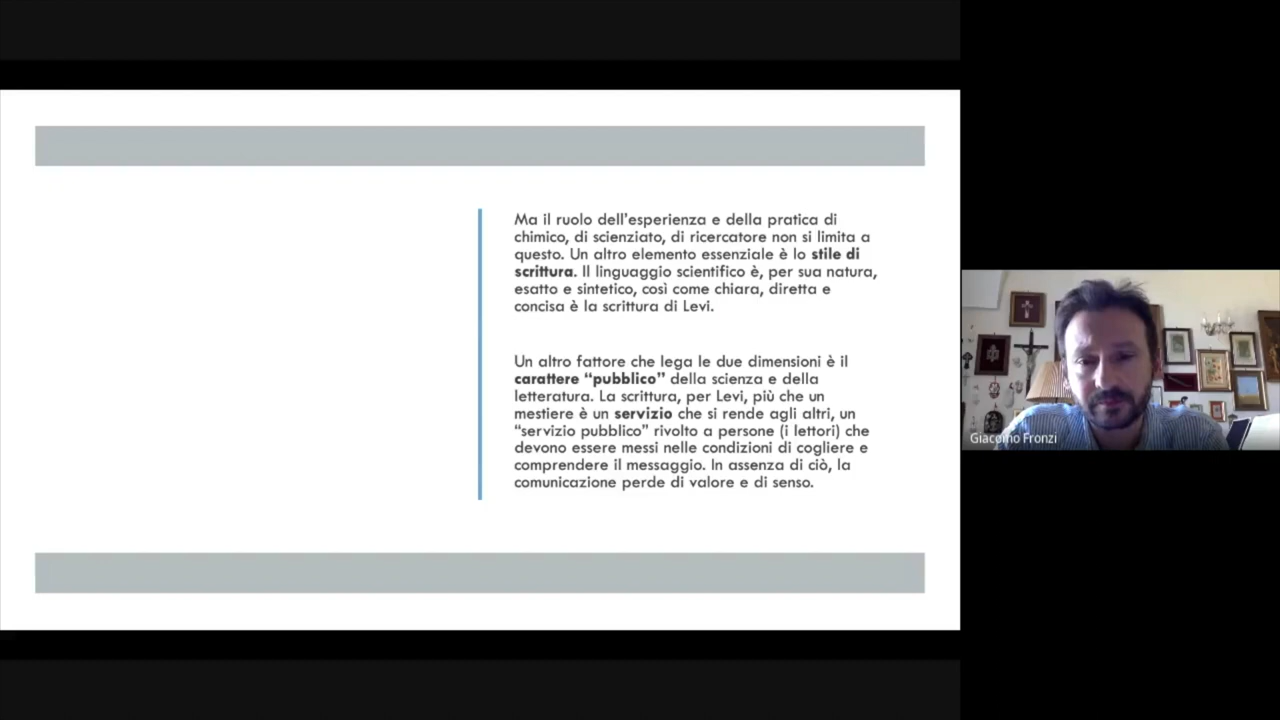 Ma il ruolo dell'esperienza e della pratica di
chimico, di scienziato, di ricercatore non si limita a
questo. Un altro elemento essenziale è lo stile di
scrittura. Il linguaggio scientifico è, per sua natura,
esatto e sintetico, così come chiara, diretta e
concisa è la scrittura di Levi.
Un altro fattore che lega le due dimensioni è il
carattere “pubblico” della scienza e della
letteratura. La scrittura, per Levi, più che un
mestiere è un servizio che si rende agli altri, un
“servizio pubblico” rivolto a persone (i lettori) che
devono essere messi nelle condizioni di cogliere e
comprendere il messaggio. In assenza di ciò, la
comunicazione perde di valore e di senso.
Giacomo Fronzi